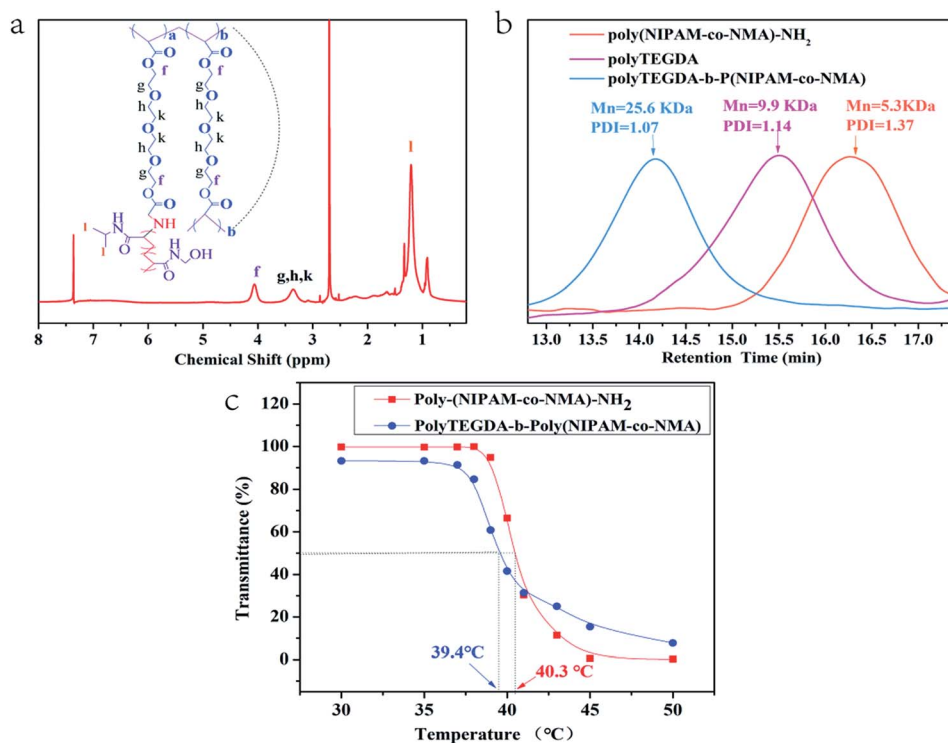 a
a
b
O
O
O
O
f
f
g
g
O
O
h
h
k
k
O
O
k
k
h
h
O
O
g
g
f
f
O
O
O
O
NH
b
H
N
l
l
O
H
N
OH
O
l
f
g,h,k
8
7
6
5
4
3
2
1
Chemical Shift (ppm)
b
poly(NIPAM-co-NMA)-NH2
polyTEGDA
polyTEGDA-b-P(NIPAM-co-NMA)
Mn=25.6 KDa
PDI=1.07
Mn=9.9 KDa
PDI=1.14
Mn=5.3KDa
PDI=1.37
13.0 13.5 14.0 14.5 15.0 15.5 16.0 16.5 17.0
Retention Time (min)
c
Poly-(NIPAM-co-NMA)-NH2
PolyTEGDA-b-Poly(NIPAM-co-NMA)
120
100
80
60
40
20
0
Transmittance (%)
39.4℃
40.3 ℃
30 35 40 45 50
Temperature （℃）